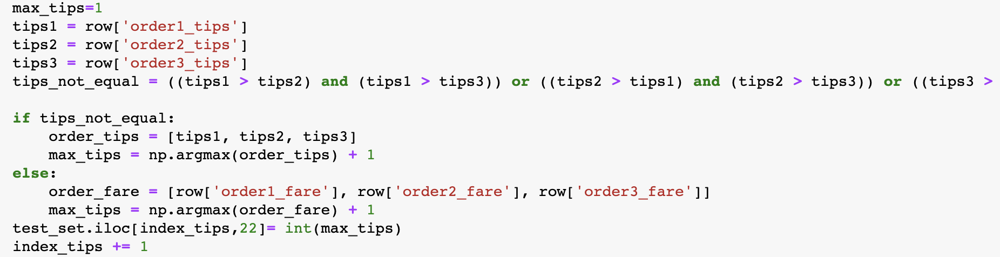 max_tips=1
tips1 = row['order1_tips']
tips2 = row['order2_tips']
tips3 = row['order3_tips']
tips_not_equal = ((tips1 > tips2) and (tips1 > tips3)) or ((tips2 > tips1) and (tips2 > tips3)) or ((tips3 >
if tips_not_equal:
    order_tips = [tips1, tips2, tips3]
    max_tips = np.argmax(order_tips) + 1
else:
    order_fare = [row['order1_fare'], row['order2_fare'], row['order3_fare']]
    max_tips = np.argmax(order_fare) + 1
test_set.iloc[index_tips,22]= int(max_tips)
index_tips += 1